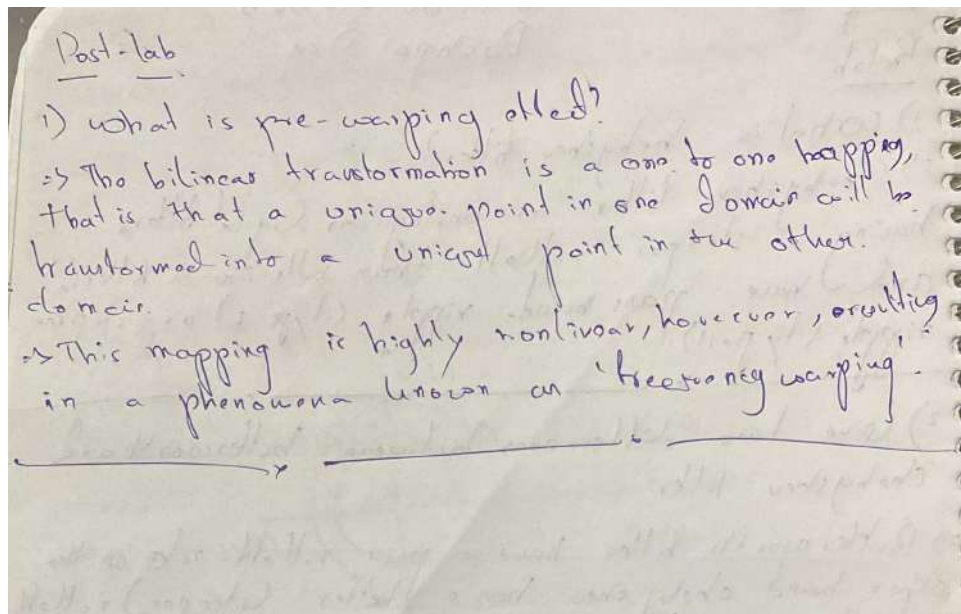 Post-lab
1) What is pre-warping effect?
=> The bilinear transformation is a one to one mapping,
that is that a unique point in one domain will be
transformed into a unique point in the other
domain.
=> This mapping is highly nonlinear, however, resulting
in a phenomena known as 'frequency warping'.